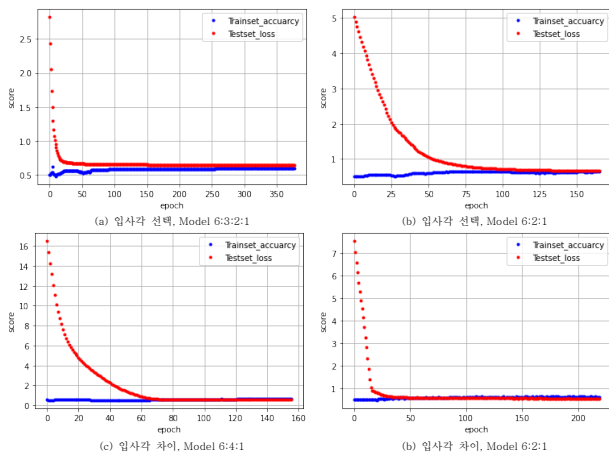 2.5
2.0
1.5
1.0
0.5
score
Trainset_accuarcy
Testset_loss
0 50 100 150 200 250 300 350
epoch
(a) 입사각 선택, Model 6:3:2:1
5
4
3
2
1
score
Trainset_accuarcy
Testset_loss
0 25 50 75 100 125 150
epoch
(b) 입사각 선택, Model 6:2:1
16
14
12
10
8
6
4
2
0
score
Trainset_accuarcy
Testset_loss
0 20 40 60 80 100 120 140 160
epoch
(c) 입사각 차이, Model 6:4:1
7
6
5
4
3
2
1
score
Trainset_accuarcy
Testset_loss
0 50 100 150 200
epoch
(b) 입사각 차이, Model 6:2:1